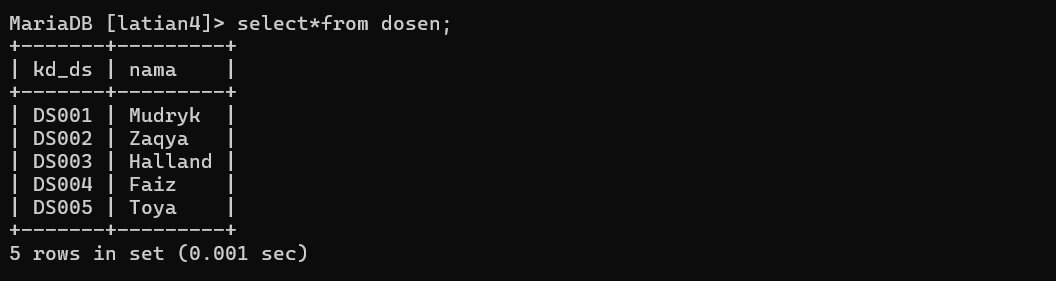 MariaDB [latian4]> select*from dosen;
+-------+---------+
| kd_ds | nama    |
+-------+---------+
| DS001 | Mudryk  |
| DS002 | Zaqya   |
| DS003 | Halland |
| DS004 | Faiz    |
| DS005 | Toya    |
+-------+---------+
5 rows in set (0.001 sec)